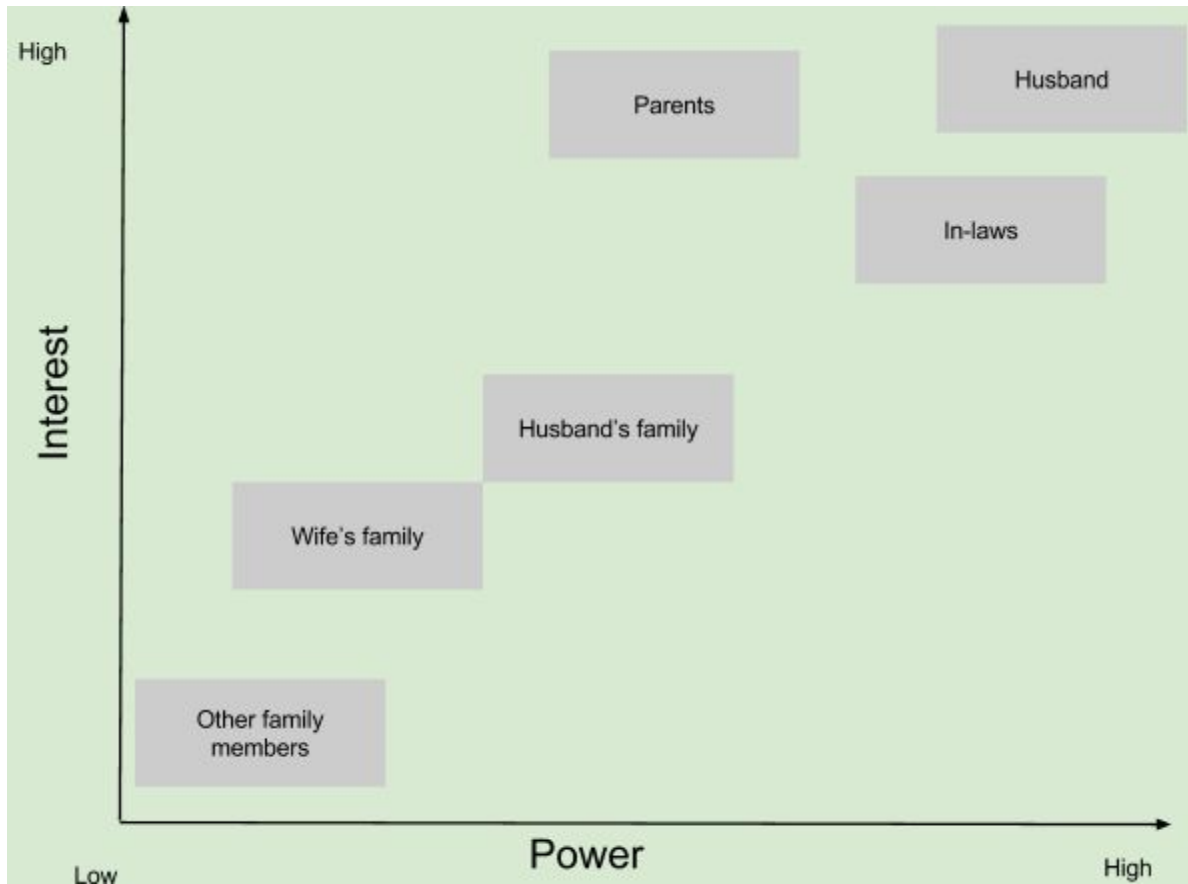 High
Husband
Parents
In-laws
Interest
Husband’s family
Wife’s family
Other family
members
Power
High
Low